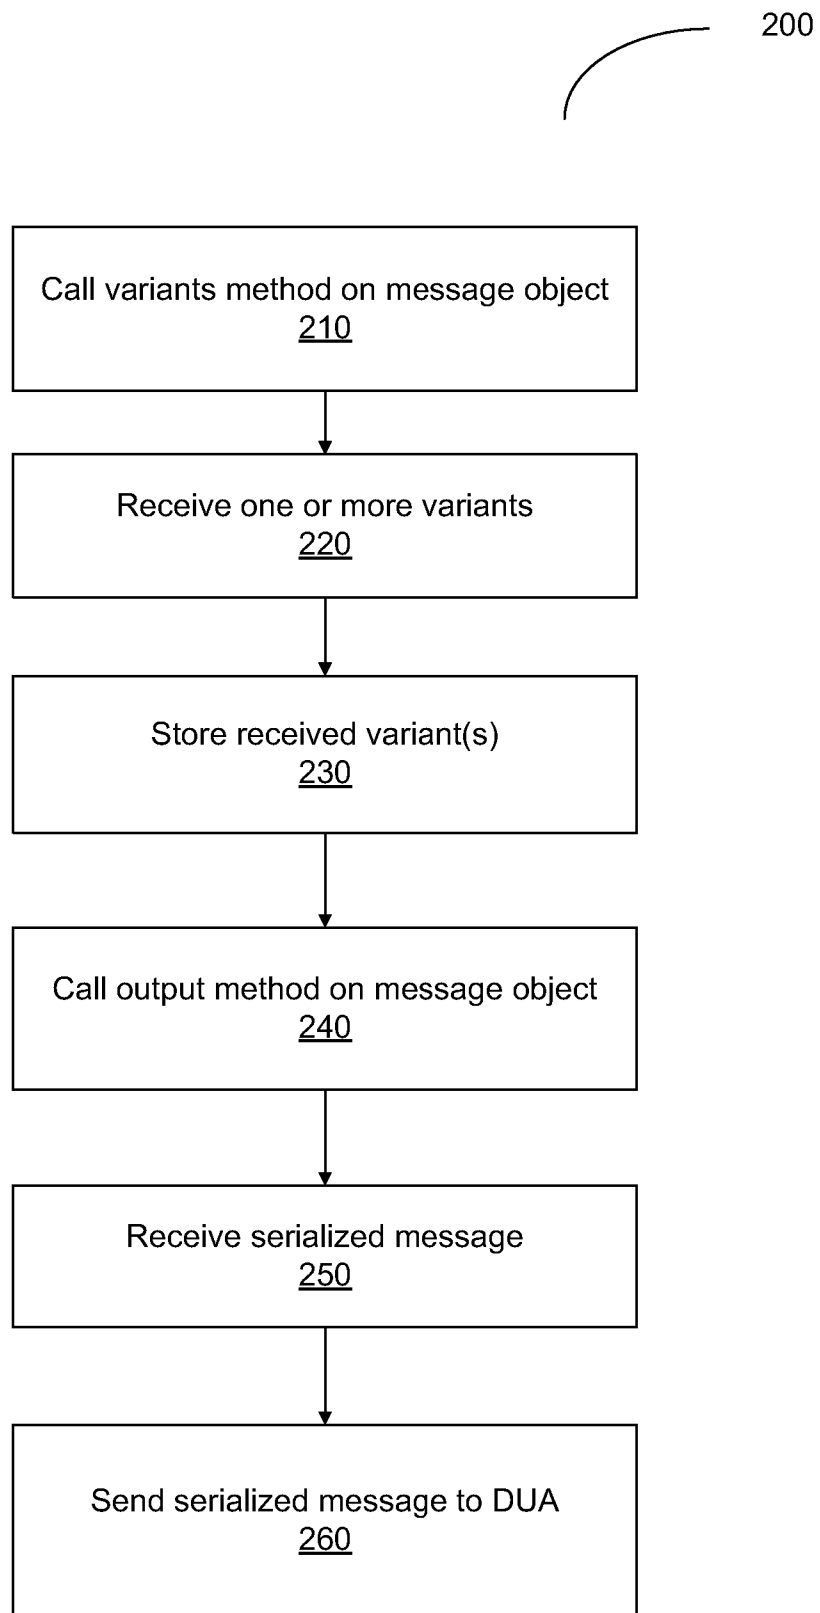 200
Call variants method on message object
210
Receive one or more variants
220
Store received variant(s)
230
Call output method on message object
240
Receive serialized message
250
Send serialized message to DUA
260